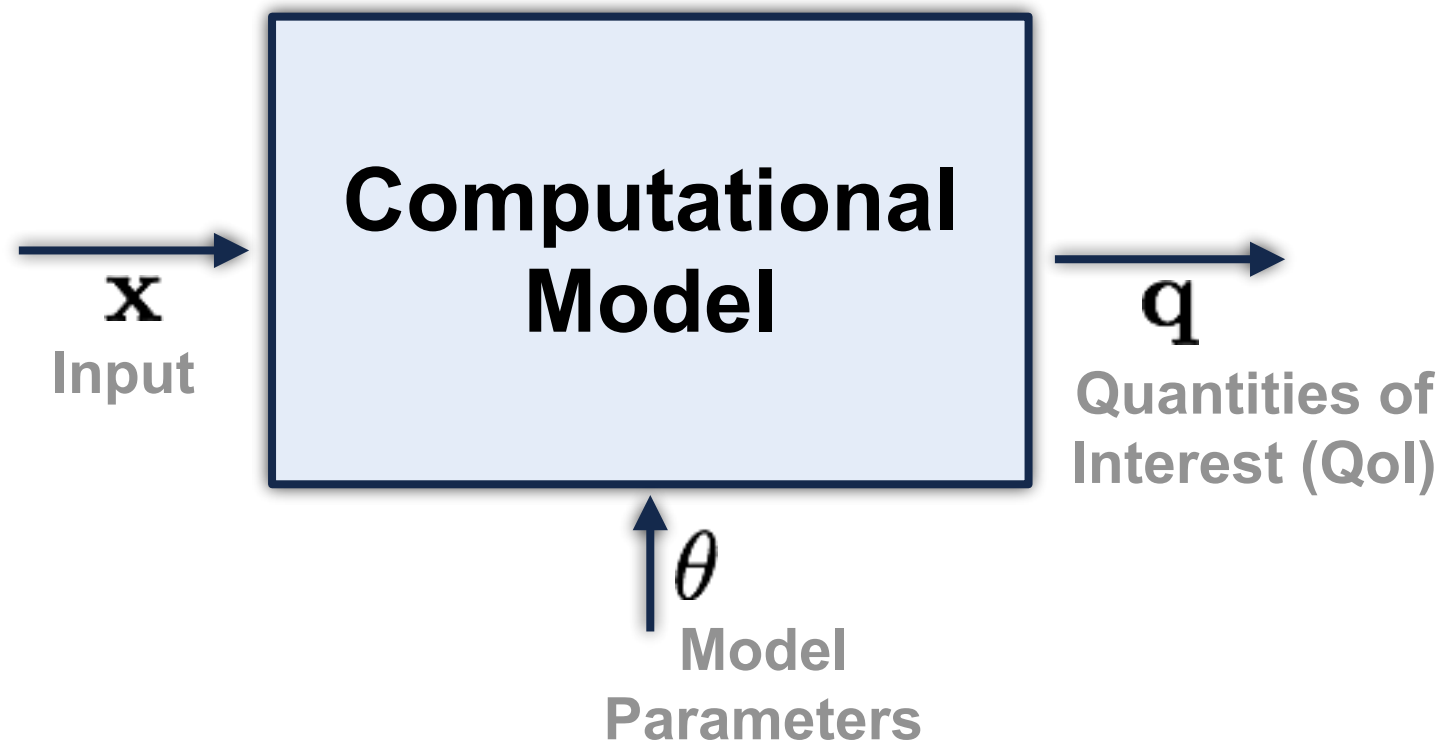 Computational
Model
x
Input
q
Quantities of
Interest (QoI)
θ
Model
Parameters